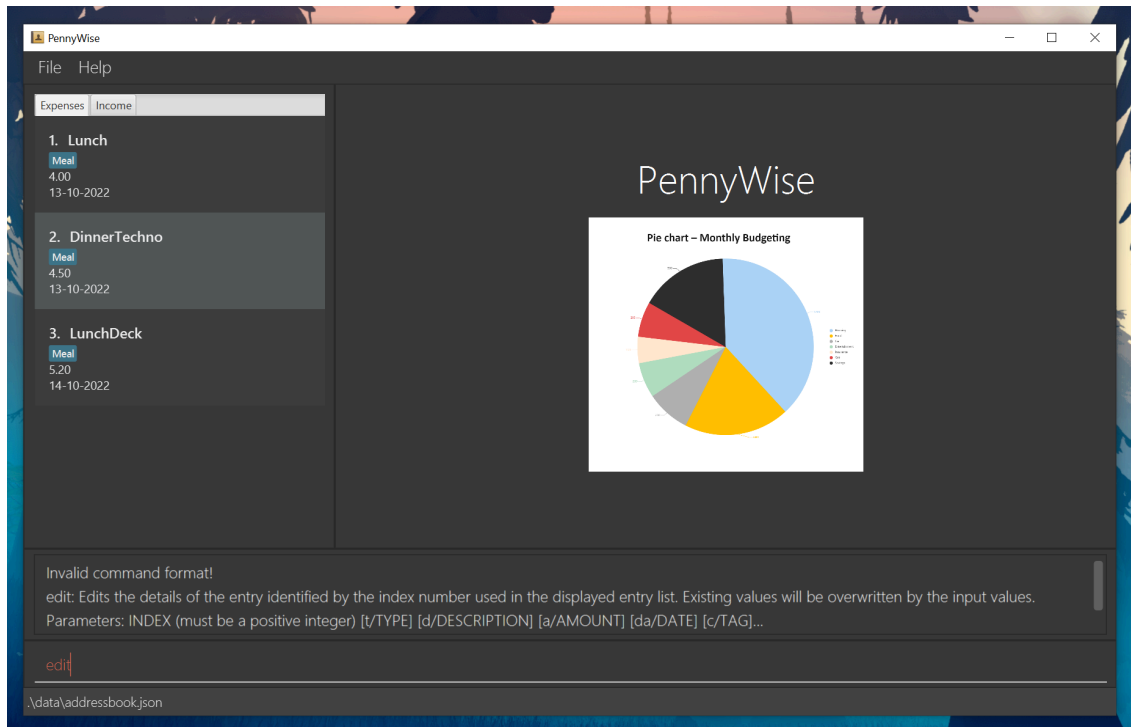 PennyWise
File Help
Expenses Income
1. Lunch
Meal
4.00
13-10-2022
2. DinnerTechno
Meal
4.50
13-10-2022
3. LunchDeck
Meal
5.20
14-10-2022
PennyWise
Pie chart – Monthly Budgeting
Invalid command format!
edit: Edits the details of the entry identified by the index number used in the displayed entry list. Existing values will be overwritten by the input values.
Parameters: INDEX (must be a positive integer) [t/TYPE] [d/DESCRIPTION] [a/AMOUNT] [da/DATE] [c/TAG]...
edit
.\data\addressbook.json